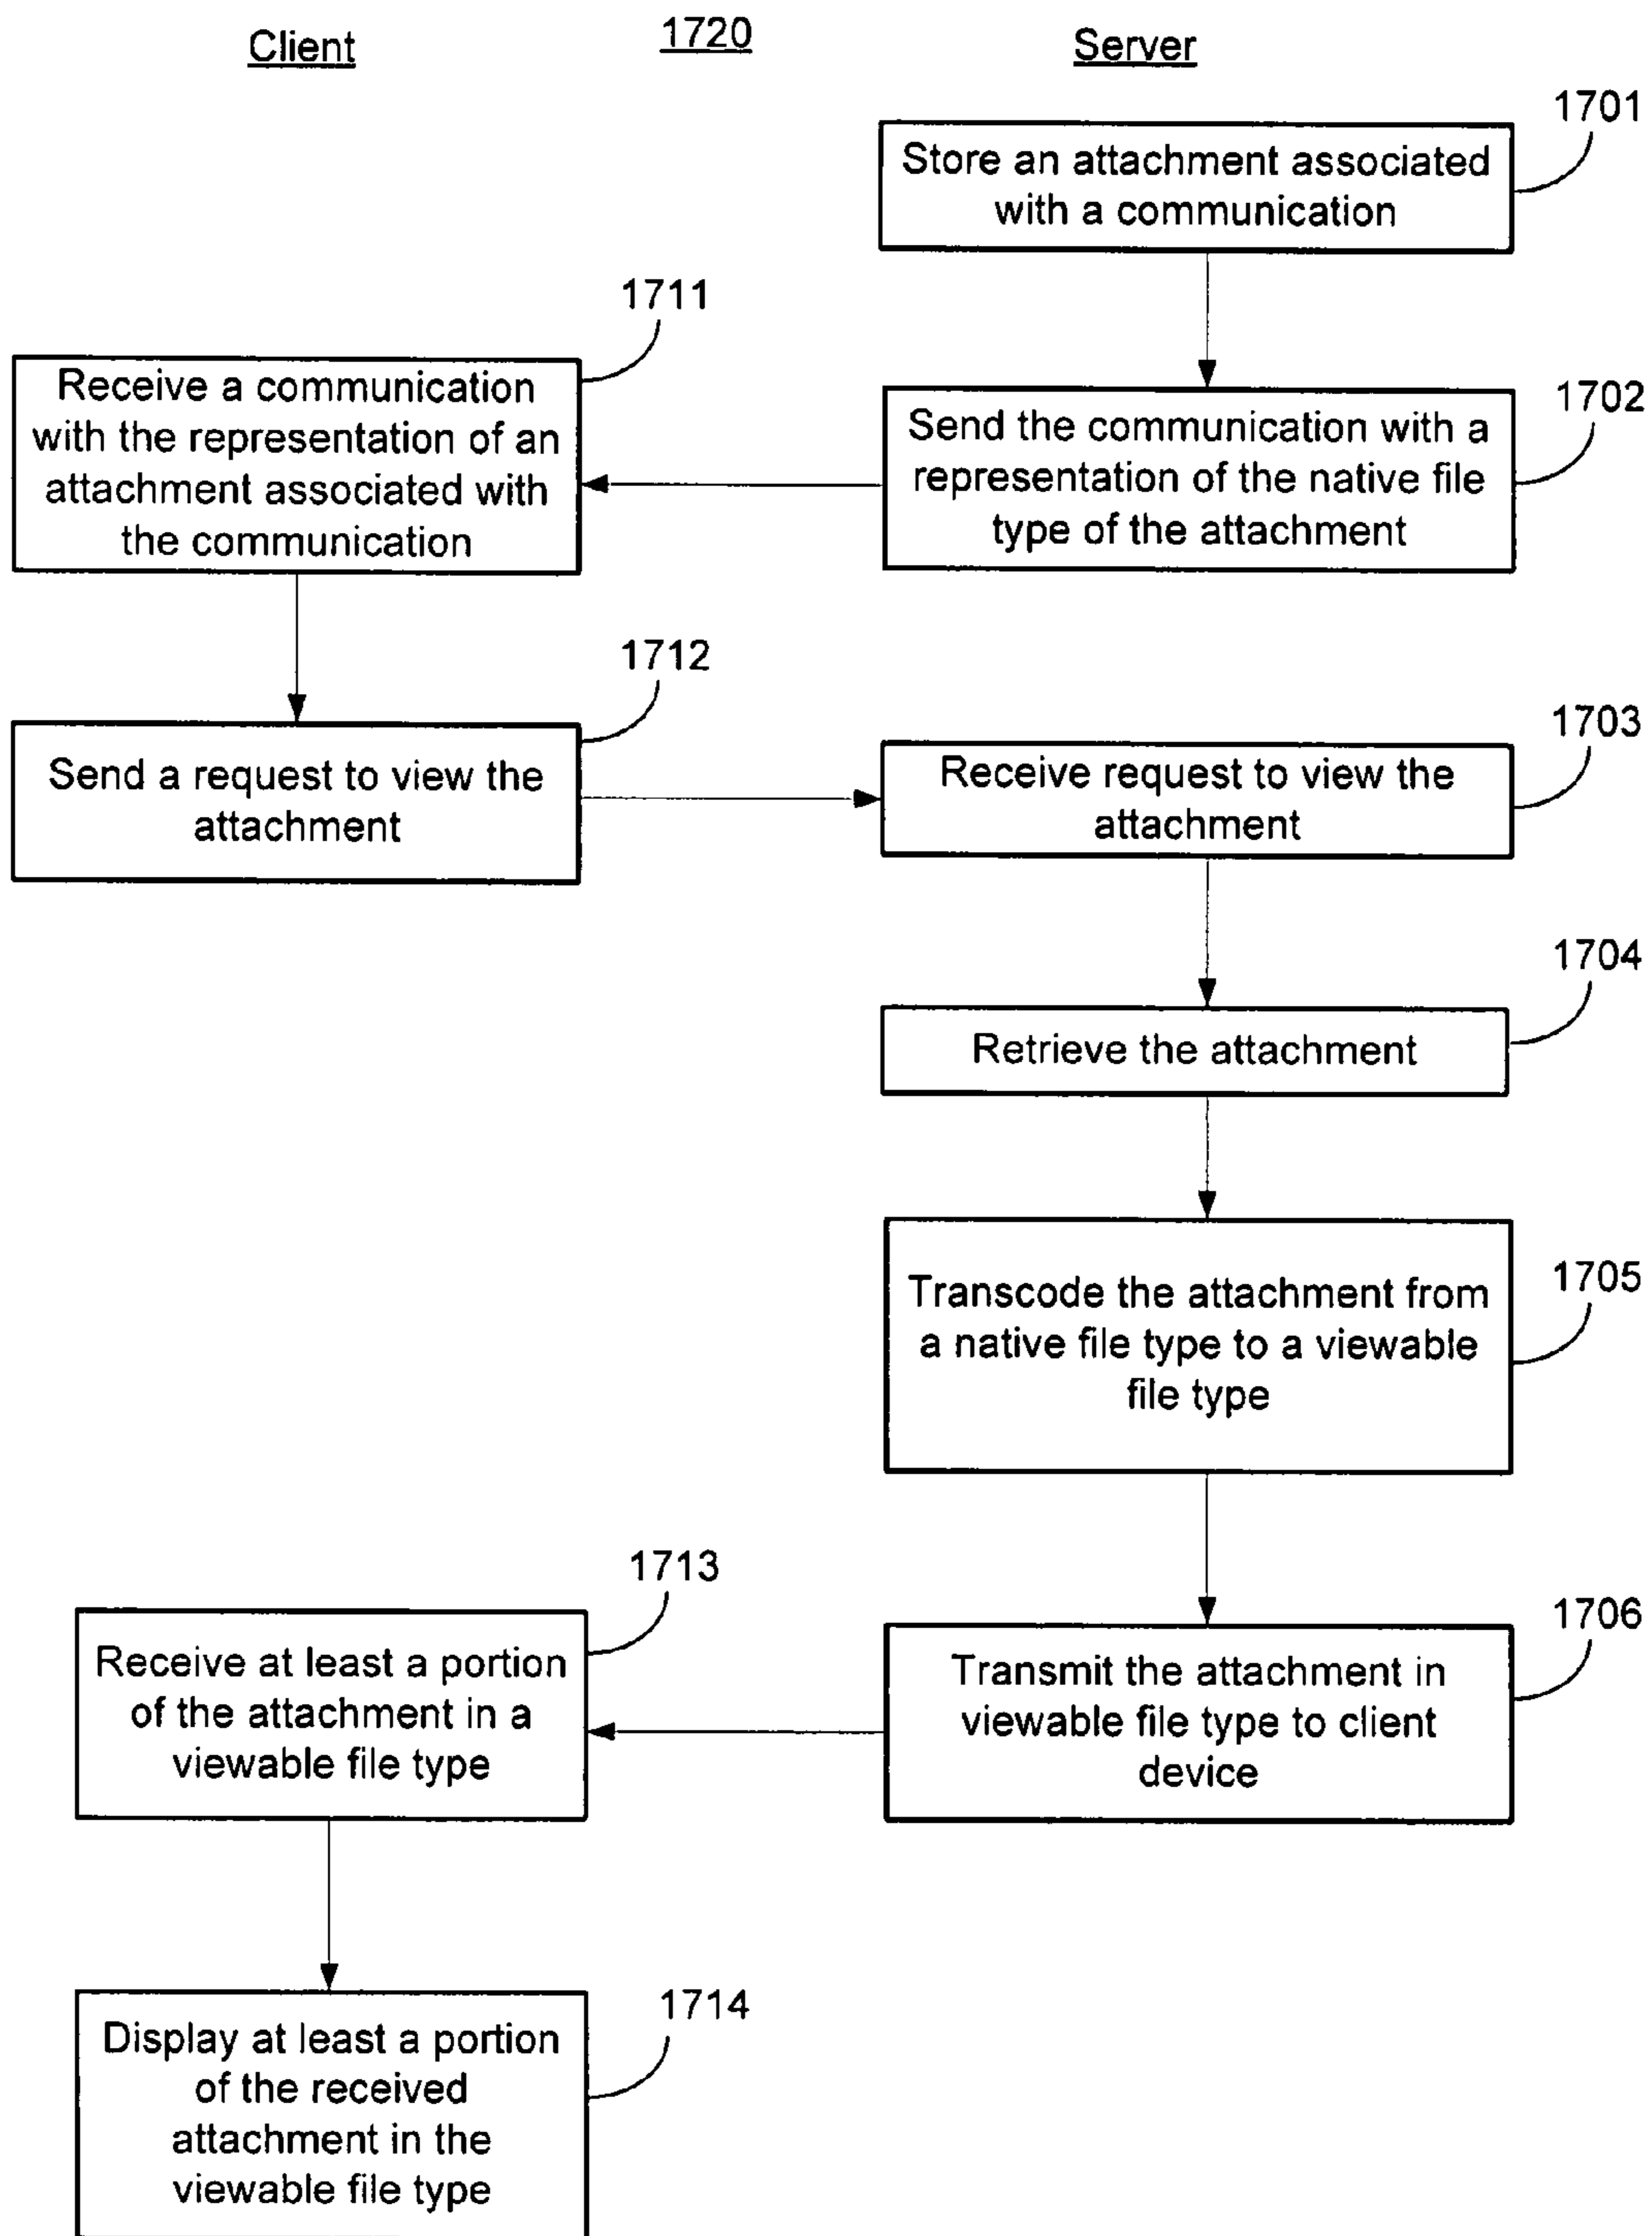 Client
1720
Server
1701
Store an attachment associated
with a communication
1711
Receive a communication
with the representation of an
attachment associated with
the communication
1702
Send the communication with a
representation of the native file
type of the attachment
1712
Send a request to view the
attachment
1703
Receive request to view the
attachment
1704
Retrieve the attachment
1705
Transcode the attachment from
a native file type to a viewable
file type
1713
Receive at least a portion
of the attachment in a
viewable file type
1706
Transmit the attachment in
viewable file type to client
device
1714
Display at least a portion
of the received
attachment in the
viewable file type